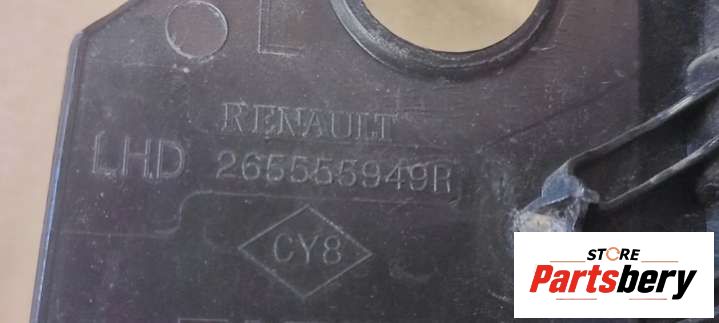 L
RENAULT
LHD 265555949R
CY8
STORE
Partsbery